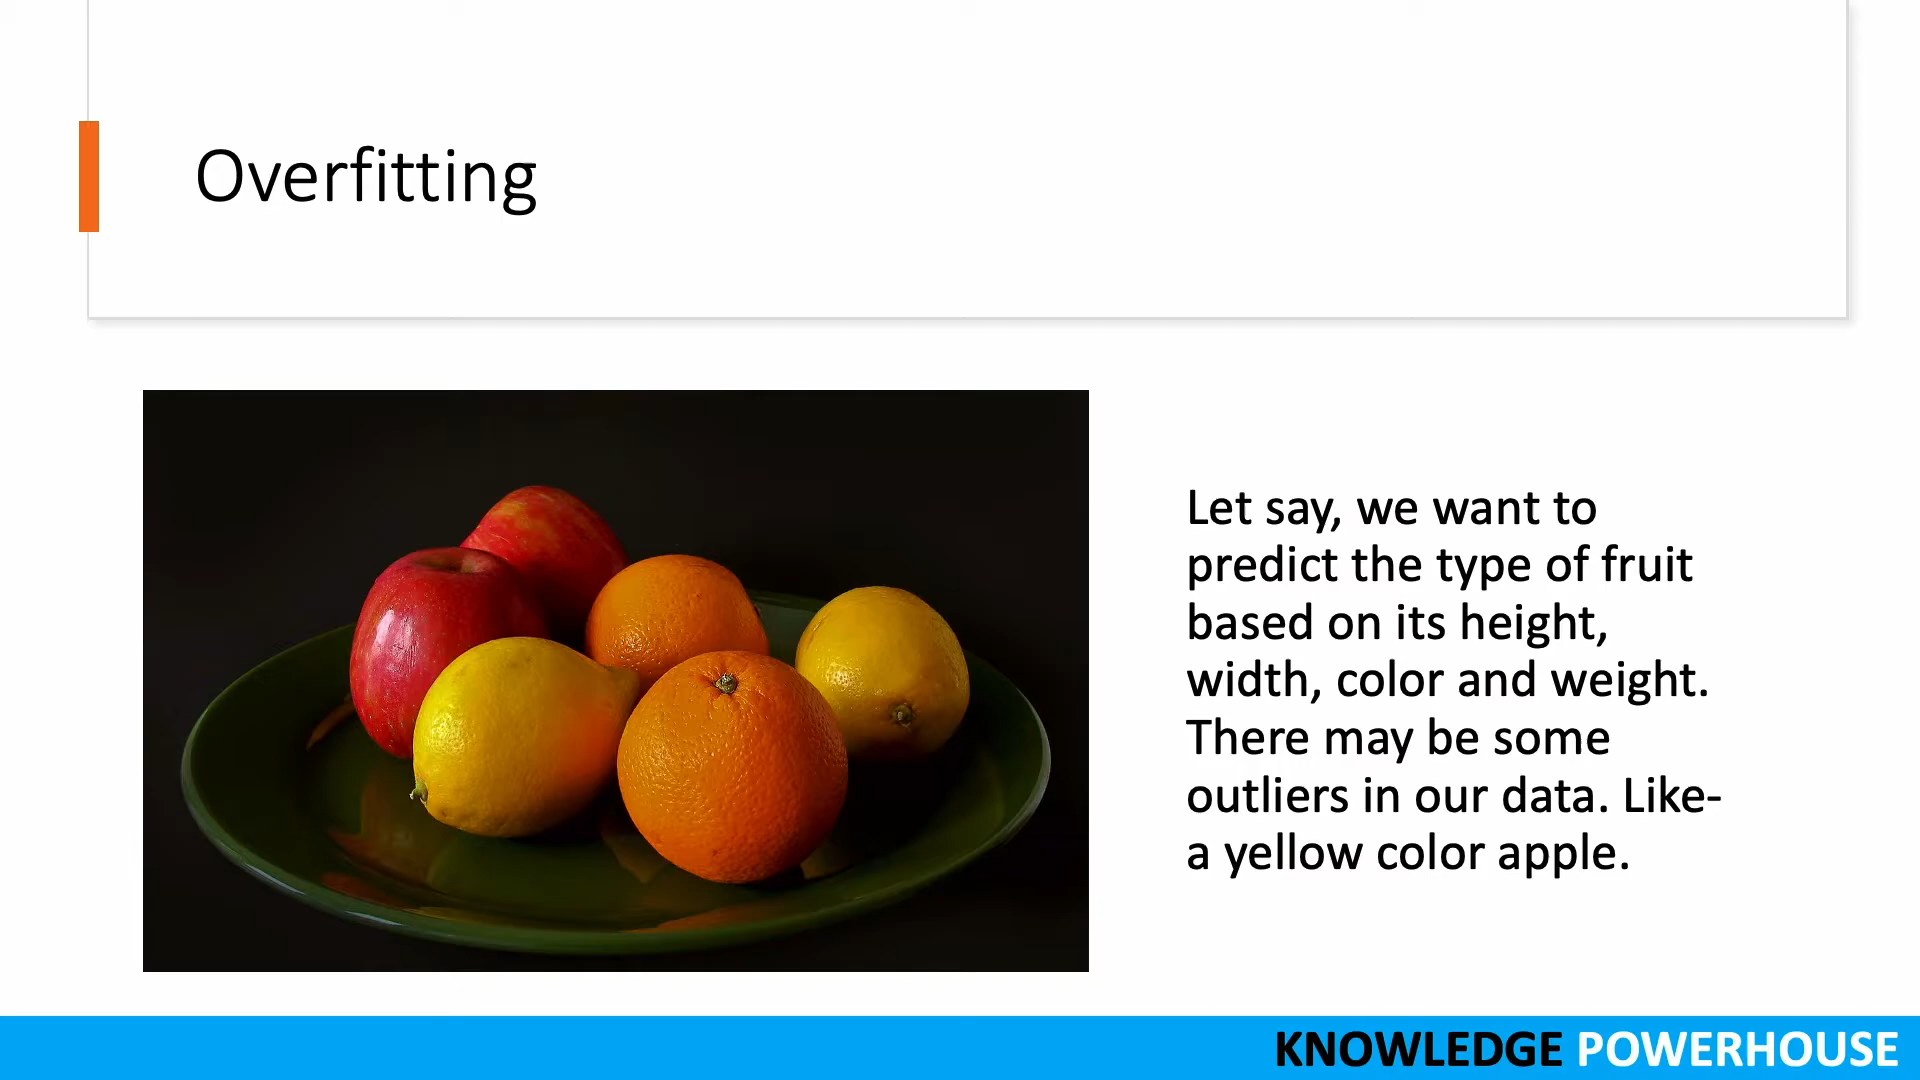 Overfitting
Let say, we want to
predict the type of fruit
based on its height,
width, color and weight.
There may be some
outliers in our data. Like-
a yellow color apple.
KNOWLEDGE POWERHOUSE